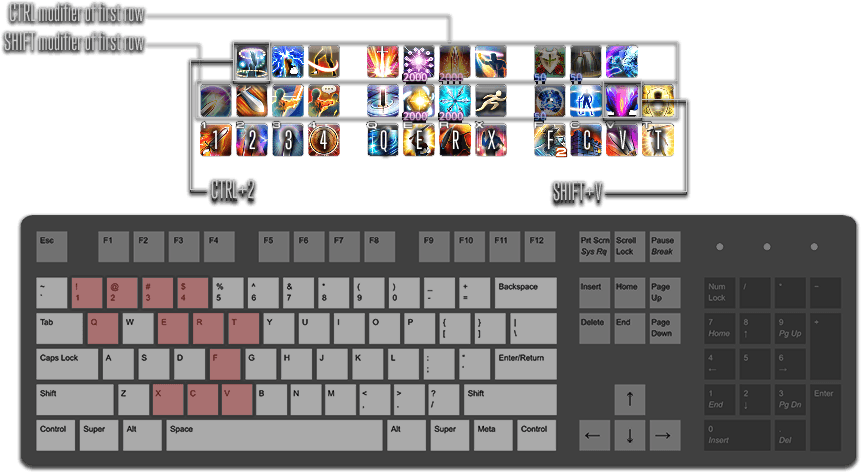 CTRL modifier of first row
SHIFT modifier of first row
2000 2000
50 50
2000 2000
50
1 2 3 4 Q E R X F C V T
2
CTRL+2 SHIFT+V
Esc F1 F2 F3 F4 F5 F6 F7 F8 F9 F10 F11 F12 Prt Scrn Scroll Pause
Sys Rq Lock Break
~ ! @ # $ % ^ & * ( ) _ + Backspace Insert Home Page Num / * -
` 1 2 3 4 5 6 7 8 9 0 - = Up Lock
Tab Q W E R T Y U I O P { } | Delete End Page 7 8 9 +
[ ] \ Down Home ↑ Pg Up
Caps Lock A S D F G H J K L : " Enter/Return 4 5 6
; ' ← →
Shift Z X C V B N M < > ? Shift ↑ 1 2 3 Enter
, . / End ↓ Pg Dn
Control Super Alt Space Alt Super Meta Control ← ↓ → 0 .
Insert Del